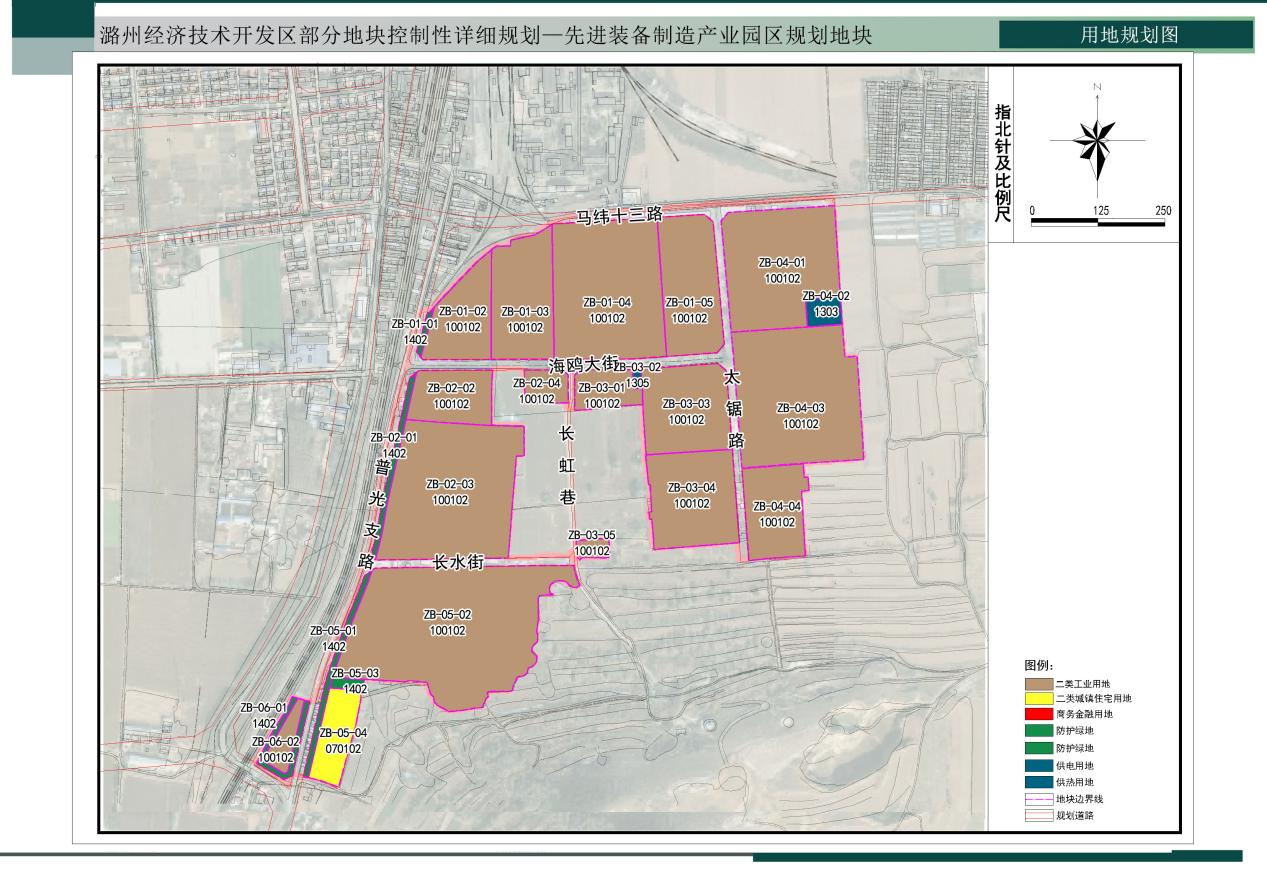 潞州经济技术开发区部分地块控制性详细规划—先进装备制造产业园区规划地块
用地规划图
指北针及比例尺
N
0 125 250
马纬十三路
ZB-04-01
100102
ZB-04-02
1303
ZB-01-01
1402
ZB-01-02
100102
ZB-01-03
100102
ZB-01-04
100102
ZB-01-05
100102
海鸥大街
ZB-02-02
100102
ZB-02-04
100102
ZB-03-01
100102
ZB-03-02
1305
ZB-03-03
100102
太锯路
ZB-04-03
100102
ZB-02-01
1402
普光支路
长虹巷
ZB-02-03
100102
ZB-03-04
100102
ZB-04-04
100102
ZB-03-05
100102
长水街
ZB-05-02
100102
ZB-05-01
1402
ZB-05-03
1402
ZB-06-01
1402
ZB-06-02
100102
ZB-05-04
070102
图例:
二类工业用地
二类城镇住宅用地
商务金融用地
防护绿地
防护绿地
供电用地
供热用地
地块边界线
规划道路